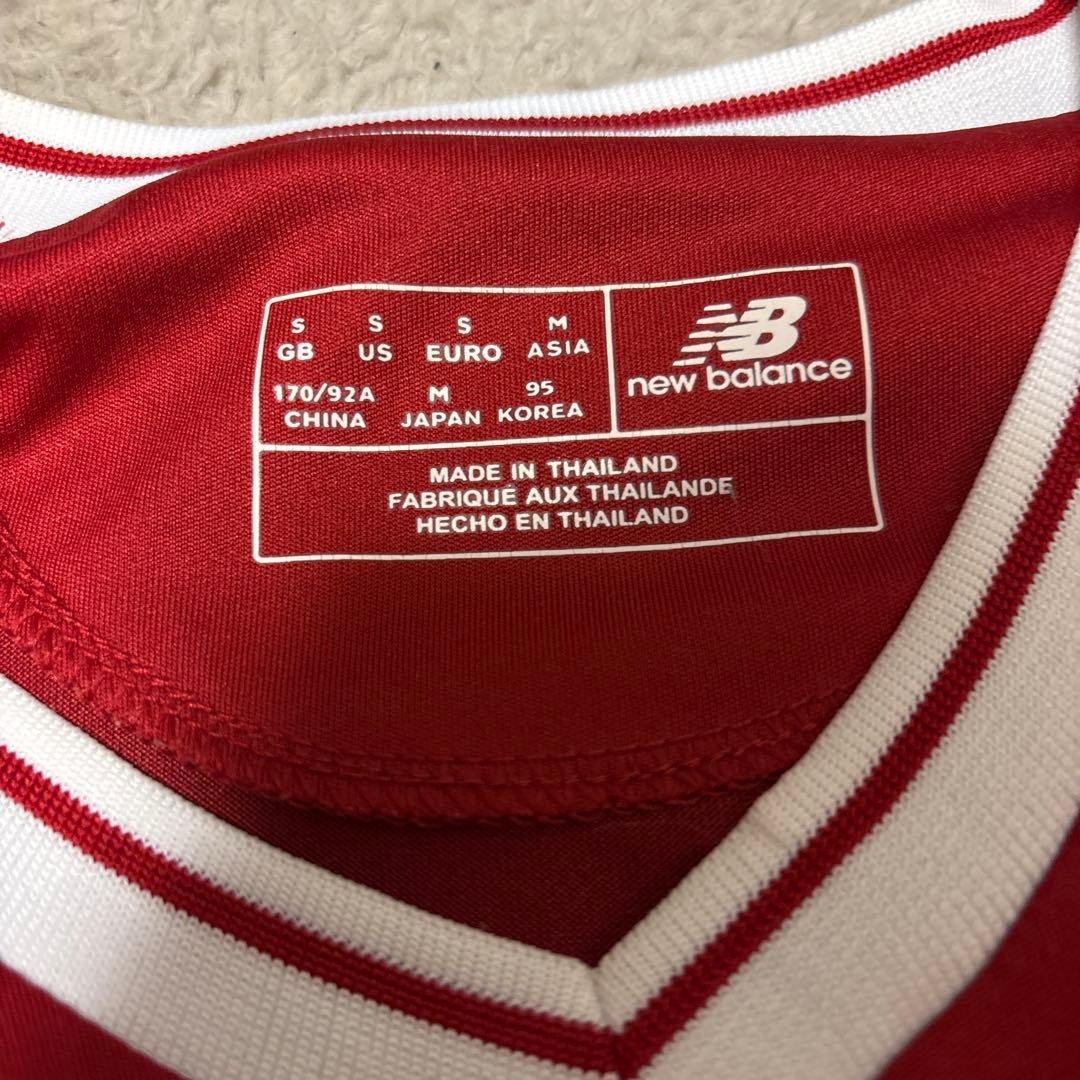 S S S M
GB US EURO ASIA
170/92A M 95
CHINA JAPAN KOREA
NB
new balance
MADE IN THAILAND
FABRIQUÉ AUX THAILANDE
HECHO EN THAILAND